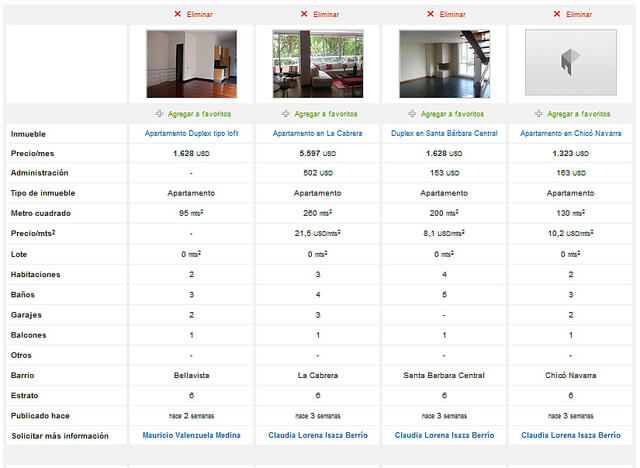 Eliminar Eliminar Eliminar Eliminar
Agregar a favoritos Agregar a favoritos Agregar a favoritos Agregar a favoritos
Inmueble Apartamento Duplex tipo loft Apartamento en La Cabrera Duplex en Santa Bárbara Central Apartamento en Chicó Navarra
Precio/mes 1.628 USD 5.597 USD 1.628 USD 1.323 USD
Administración - 502 USD 153 USD 163 USD
Tipo de inmueble Apartamento Apartamento Apartamento Apartamento
Metro cuadrado 95 mts² 260 mts² 200 mts² 130 mts²
Precio/mts² - 21,5 USD/mts² 8,1 USD/mts² 10,2 USD/mts²
Lote 0 mts² 0 mts² 0 mts² 0 mts²
Habitaciones 2 3 4 2
Baños 3 4 5 3
Garajes 2 3 - 2
Balcones 1 1 1 1
Otros - - - -
Barrio Bellavista La Cabrera Santa Barbara Central Chicó Navarra
Estrato 6 6 6 6
Publicado hace hace 2 semanas hace 3 semanas hace 3 semanas hace 3 semanas
Solicitar más información Mauricio Valenzuela Medina Claudia Lorena Isaza Berrío Claudia Lorena Isaza Berrío Claudia Lorena Isaza Berrío